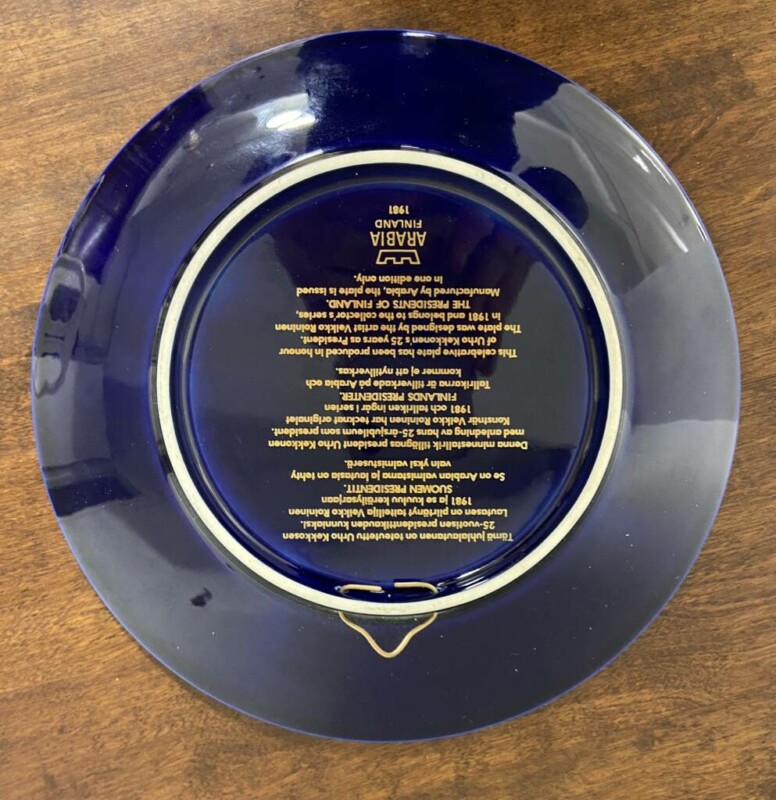 Tämä juhlalautanen on toteutettu Urho Kekkosen
25-vuotisen presidenttikauden kunniaksi.
Lautasen on piirtänyt taiteilija Veikko Roininen
1981 ja se kuuluu keräilysarjaan
SUOMEN PRESIDENTIT.
Se on Arabian valmistama ja lautasia on tehty
vain yksi valmistuserä.
Denna minnestallrik tillägnas president Urho Kekkonen
med anledning av hans 25-årsjubileum som president.
Konstnär Veikko Roininen har tecknat originalet
1981 och tallriken ingår i serien
FINLANDS PRESIDENTER.
Tallrikarna är tillverkade på Arabia och
kommer ej att nytillverkas.
This celebrative plate has been produced in honour
of Urho Kekkonen's 25 years as President.
The plate was designed by the artist Veikko Roininen
in 1981 and belongs to the collector's series,
THE PRESIDENTS OF FINLAND.
Manufactured by Arabia, the plate is issued
in one edition only.
ARABIA
FINLAND
1981